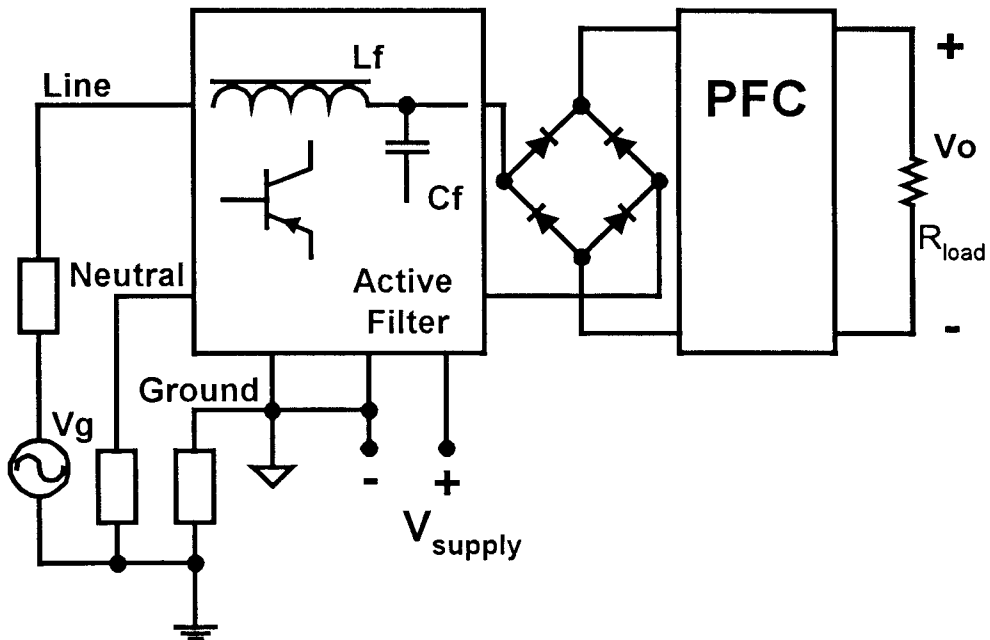 Line
Lf
Cf
PFC
+
Vo
Rload
-
Neutral
Active
Filter
Ground
Vg
- +
Vsupply